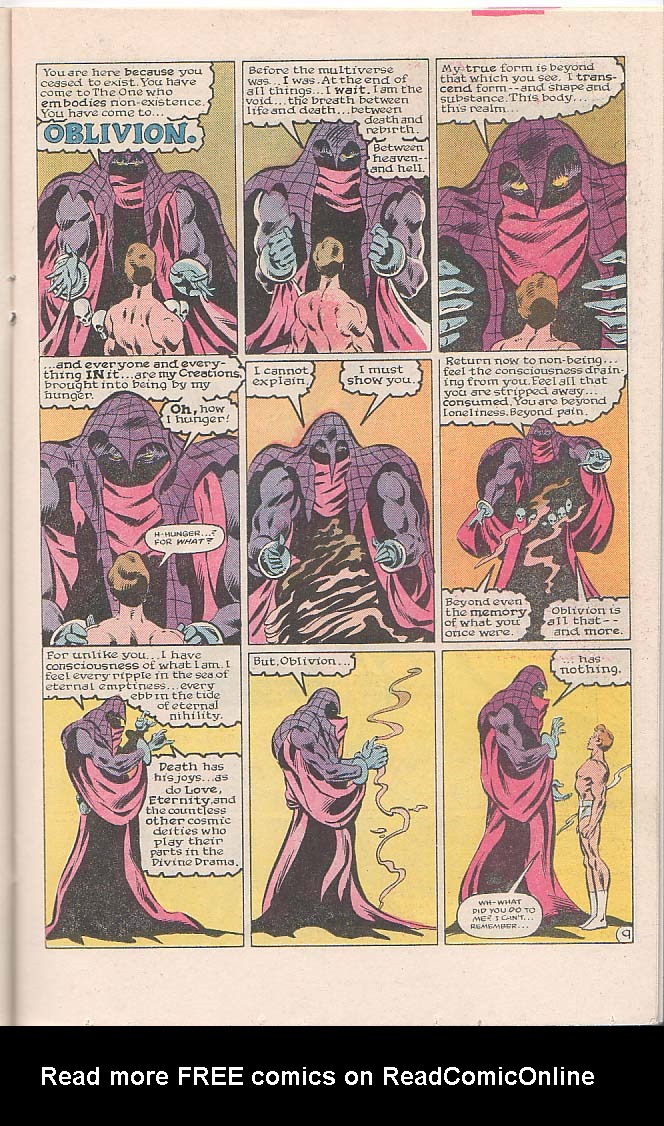 You are here because you
ceased to exist. You have
come to The One who
embodies non-existence.
You have come to...
OBLIVION.
Before the multiverse
was...I was. At the end of
all things...I wait. I am the
void...the breath between
life and death...between
death and
rebirth.
Between
heaven--
and hell.
My true form is beyond
that which you see. I trans-
cend form--and shape and
substance. This body...
this realm...
...and everyone and every-
thing IN it...are my Creations,
brought into being by my
hunger.
Oh, how
I hunger!
H-HUNGER...?
FOR WHAT?
I cannot
explain.
I must
show you..
Return now to non-being...
feel the consciousness drain-
ing from you. Feel all that
you are stripped away...
consumed. You are beyond
loneliness. Beyond pain.
Beyond even
the memory
of what you
once were.
Oblivion is
all that--
and more.
For unlike you...I have
consciousness of what I am. I
feel every ripple in the sea of
eternal emptiness...every
ebb in the tide
of eternal
nihility.
Death has
his joys...as
do Love,
Eternity, and
the countless
other cosmic
deities who
play their
parts in the
Divine Drama.
But, Oblivion...
...has
nothing.
WH-WHAT
DID YOU DO TO
ME? I CAN'T...
REMEMBER...
9
Read more FREE comics on ReadComicOnline